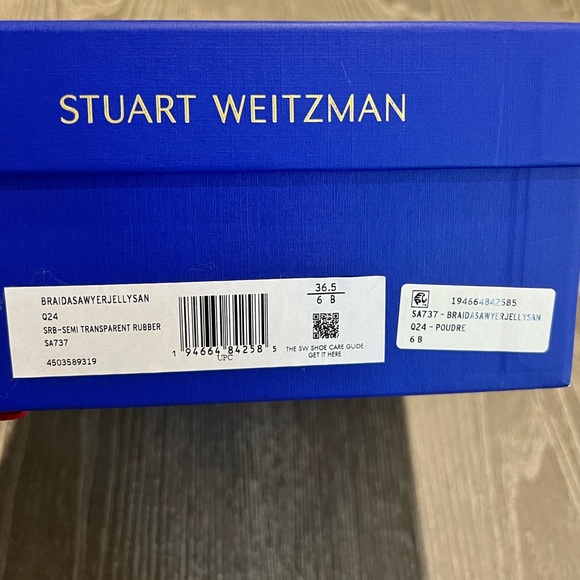 STUART WEITZMAN
BRAIDASAWYERJELLYSAN
Q24
SRB-SEMI TRANSPARENT RUBBER
SA737
4503589319
1 94664 84258 5
UPC
36.5
6 B
THE SW SHOE CARE GUIDE
GET IT HERE
194664842585
SA737 - BRAIDASAWYERJELLYSAN
Q24 - POUDRE
6 B